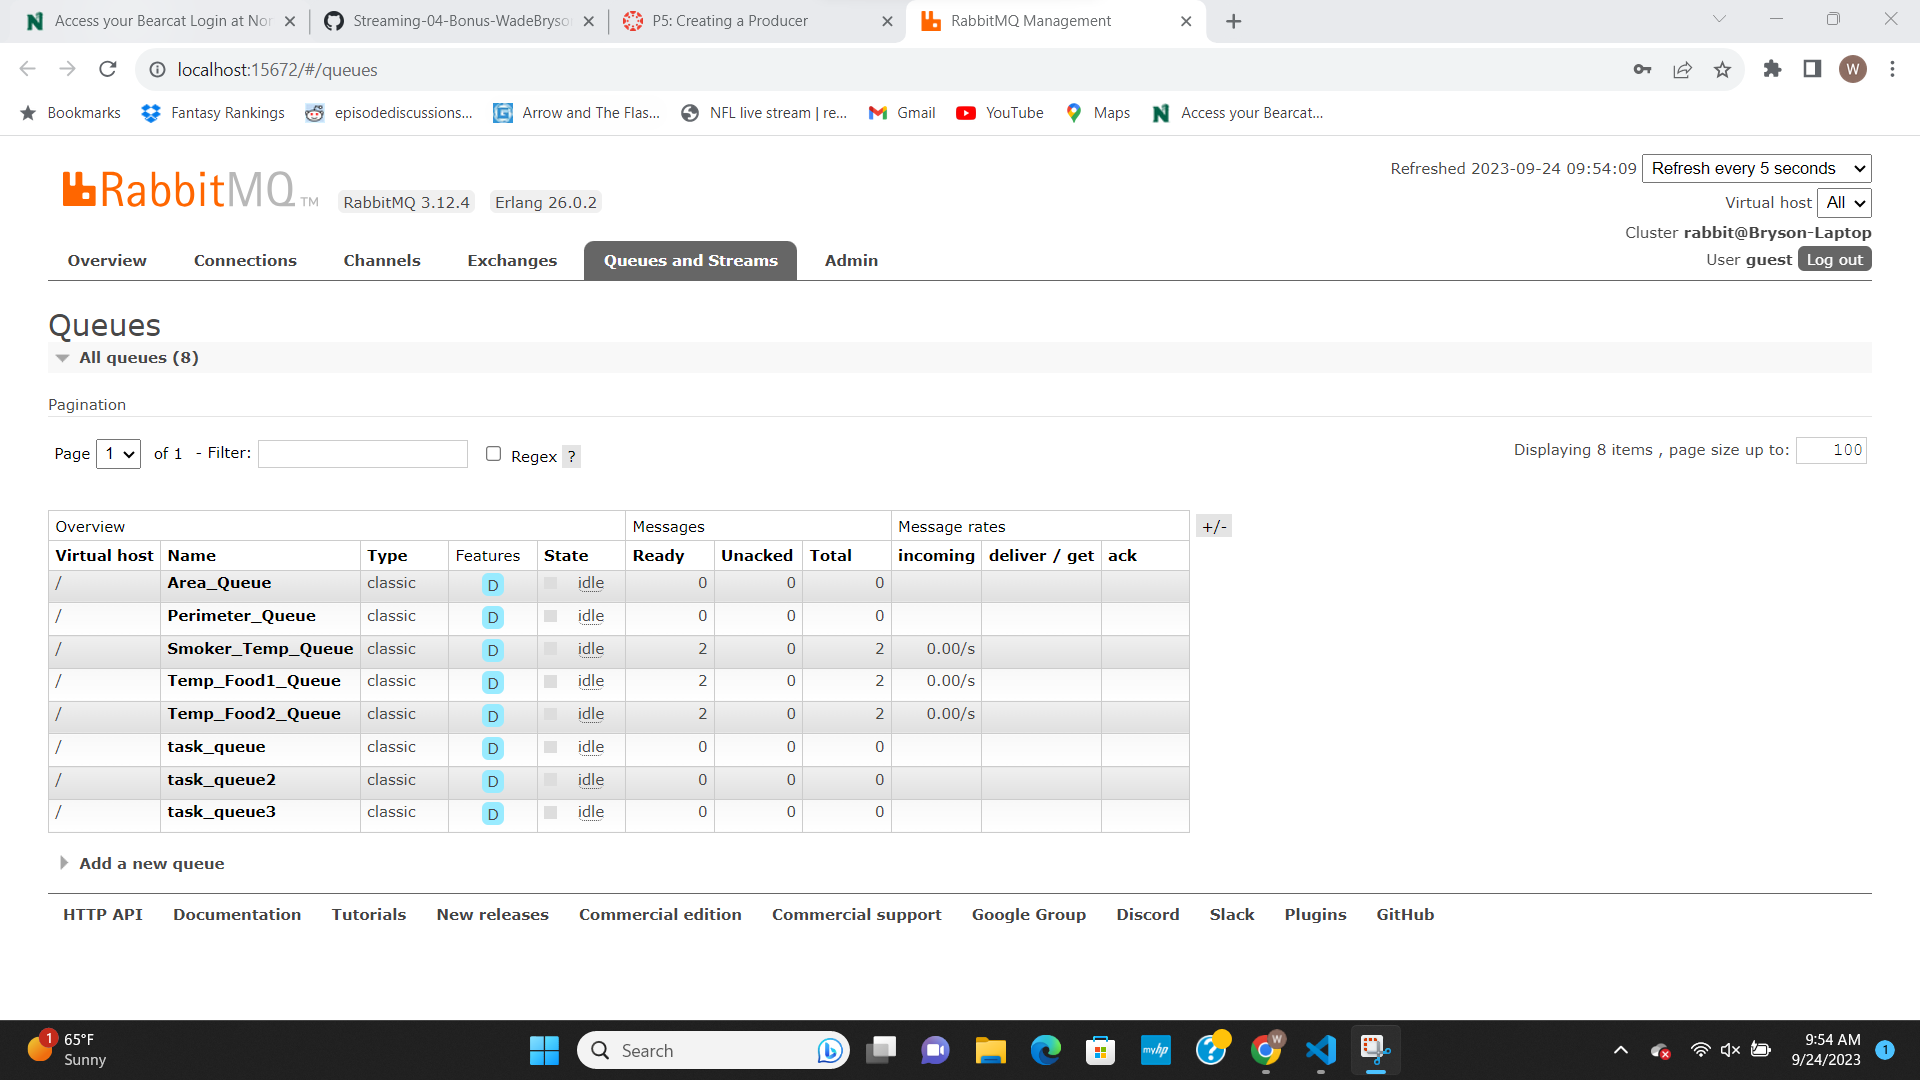 Access your Bearcat Login at Nor
Streaming-04-Bonus-WadeBryso
P5: Creating a Producer
RabbitMQ Management
localhost:15672/#/queues
W
Bookmarks
Fantasy Rankings
episodediscussions...
Arrow and The Flas...
NFL live stream | re...
Gmail
YouTube
Maps
Access your Bearcat...
RabbitMQ TM
RabbitMQ 3.12.4
Erlang 26.0.2
Refreshed 2023-09-24 09:54:09 Refresh every 5 seconds
Virtual host All
Cluster rabbit@Bryson-Laptop
User guest Log out
Overview Connections Channels Exchanges Queues and Streams Admin
Queues
All queues (8)
Pagination
Page 1 of 1 - Filter: Regex ?
Displaying 8 items , page size up to: 100
Overview Messages Message rates +/-
Virtual host Name Type Features State Ready Unacked Total incoming deliver / get ack
/ Area_Queue classic D idle 0 0 0
/ Perimeter_Queue classic D idle 0 0 0
/ Smoker_Temp_Queue classic D idle 2 0 2 0.00/s
/ Temp_Food1_Queue classic D idle 2 0 2 0.00/s
/ Temp_Food2_Queue classic D idle 2 0 2 0.00/s
/ task_queue classic D idle 0 0 0
/ task_queue2 classic D idle 0 0 0
/ task_queue3 classic D idle 0 0 0
Add a new queue
HTTP API Documentation Tutorials New releases Commercial edition Commercial support Google Group Discord Slack Plugins GitHub
1
65°F
Sunny
Search
myhp
W
9:54 AM
9/24/2023
1